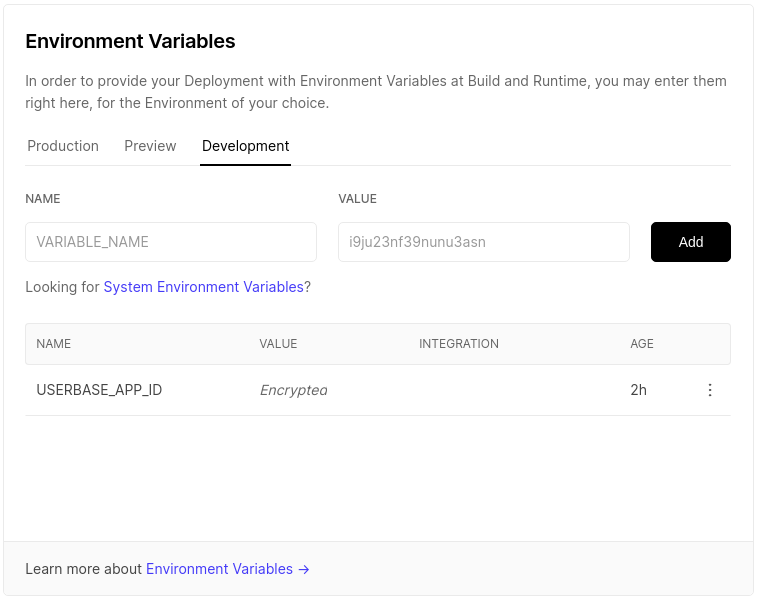 Environment Variables
In order to provide your Deployment with Environment Variables at Build and Runtime, you may enter them
right here, for the Environment of your choice.
Production Preview Development
NAME VALUE
VARIABLE_NAME i9ju23nf39nunu3asn Add
Looking for System Environment Variables?
NAME VALUE INTEGRATION AGE
USERBASE_APP_ID Encrypted 2h
Learn more about Environment Variables →